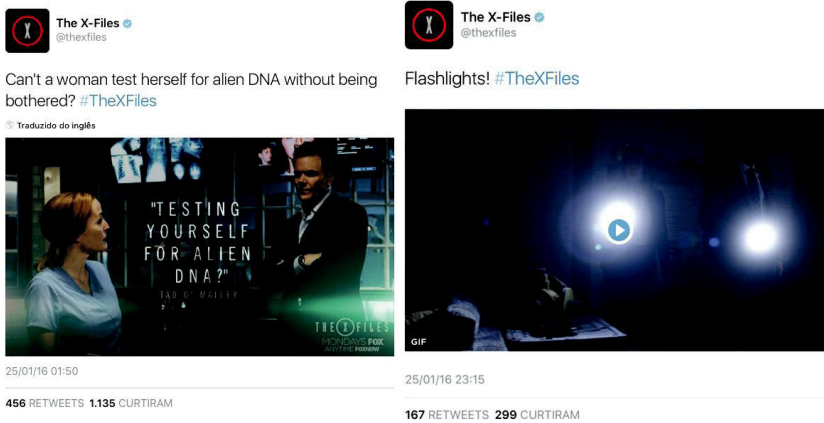 The X-Files
@thexfiles
Can't a woman test herself for alien DNA without being
bothered? #TheXFiles
Traduzido do inglês
"TESTING
YOURSELF
FOR ALIEN
DNA?"
TAD O'MALLEY
THE X FILES
MONDAYS FOX
ANYTIME FOXNOW
25/01/16 01:50
456 RETWEETS 1.135 CURTIRAM
The X-Files
@thexfiles
Flashlights! #TheXFiles
GIF
25/01/16 23:15
167 RETWEETS 299 CURTIRAM